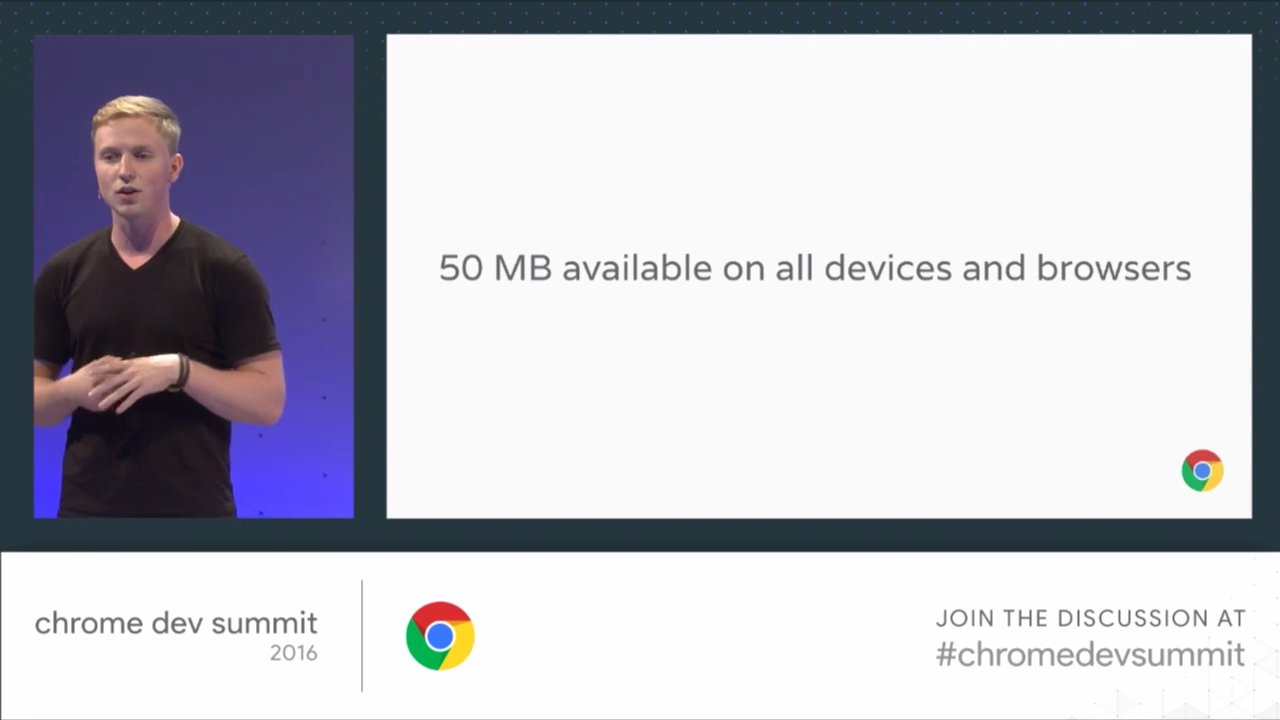 50 MB available on all devices and browsers
chrome dev summit
2016
JOIN THE DISCUSSION AT
#chromedevsummit